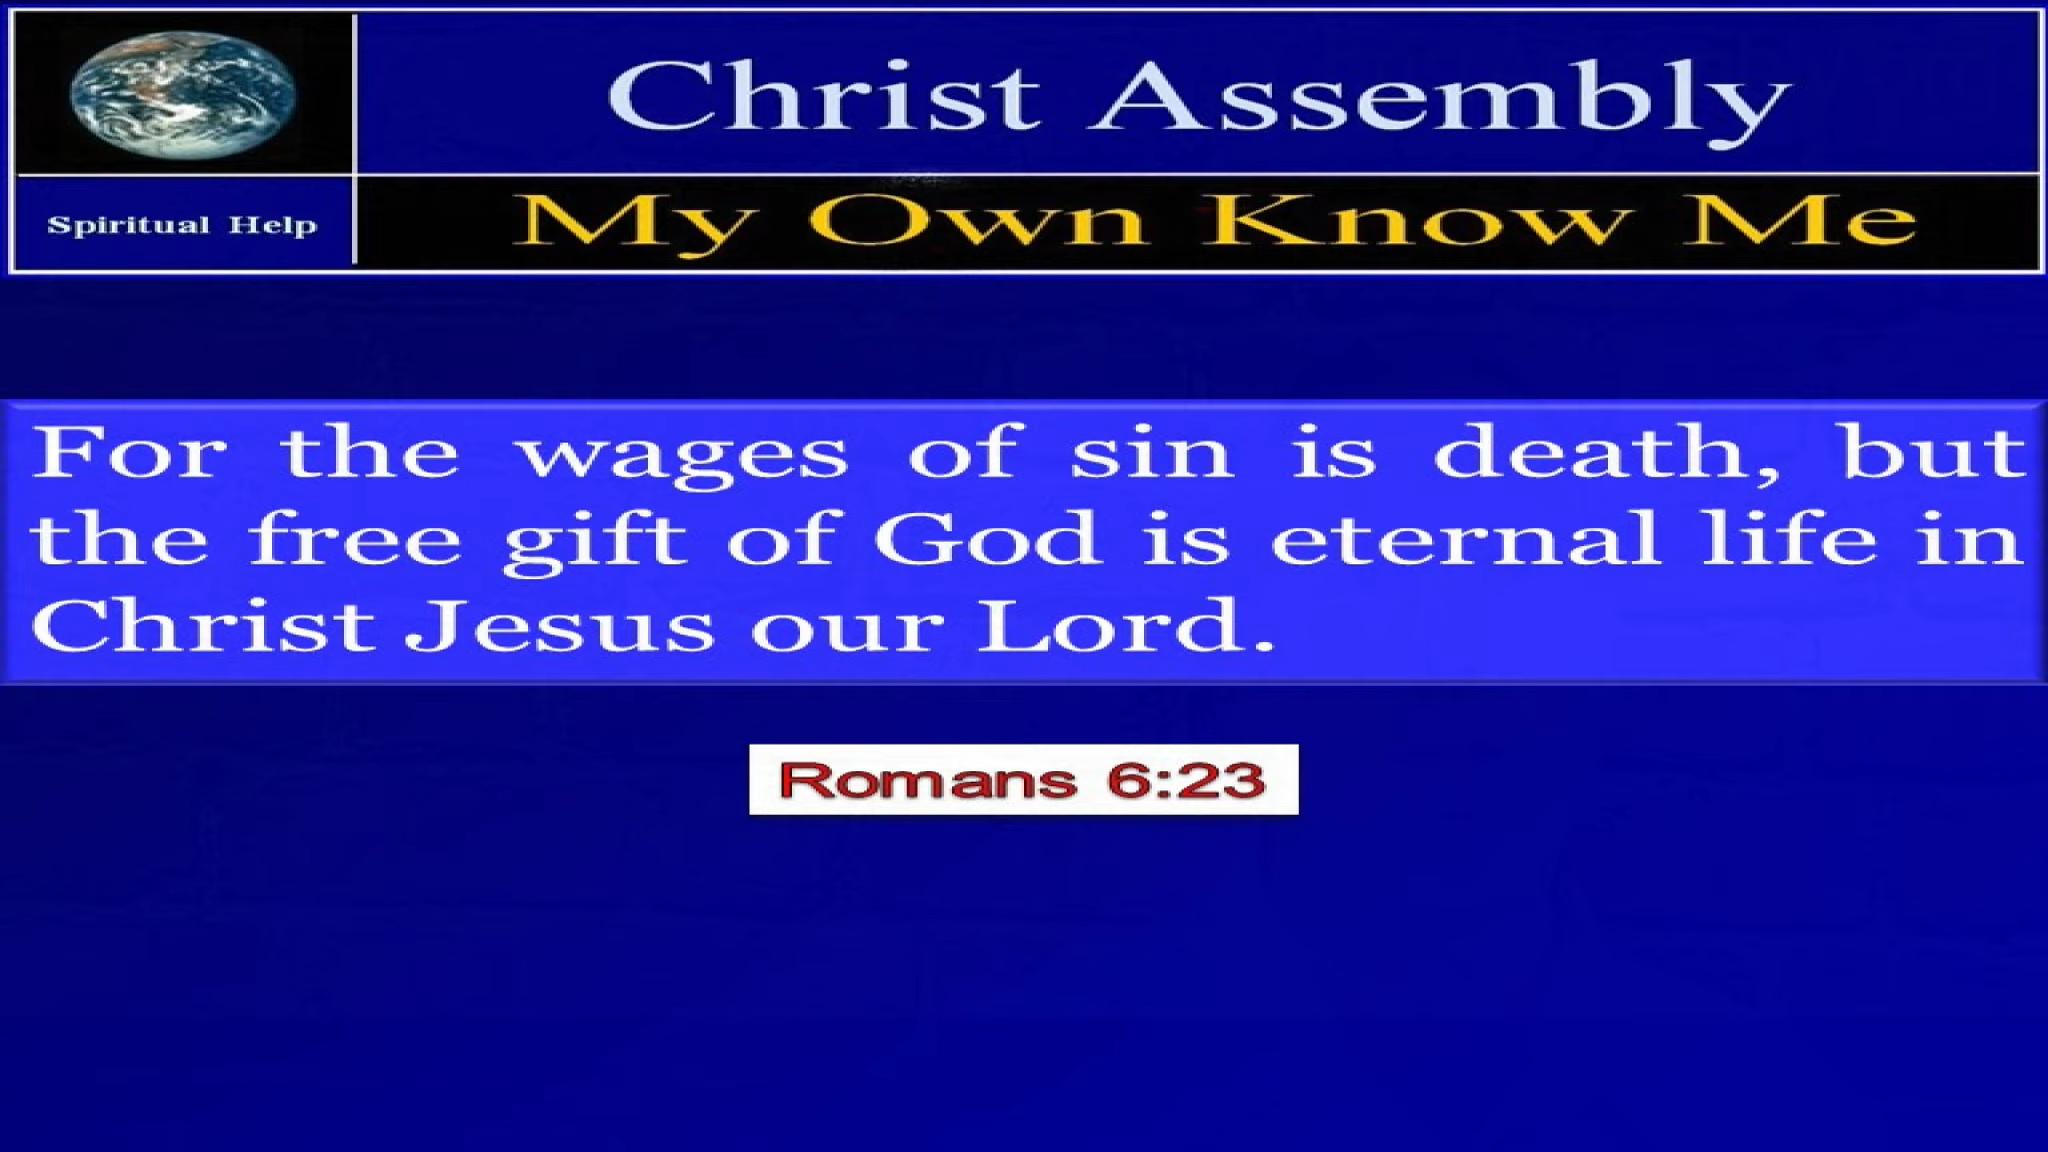 Christ Assembly
Spiritual Help
My Own Know Me
For the wages of sin is death, but
the free gift of God is eternal life in
Christ Jesus our Lord.
Romans 6:23